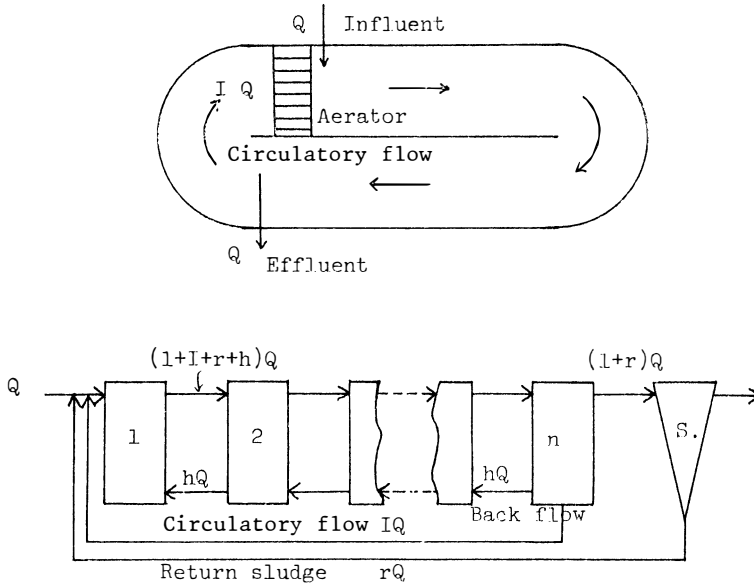 Q Influent
I Q
Aerator
Circulatory flow
Q Effluent
(1+I+r+h)Q (1+r)Q
Q
1 2 n S.
hQ hQ
Circulatory flow IQ Back flow
Return sludge rQ